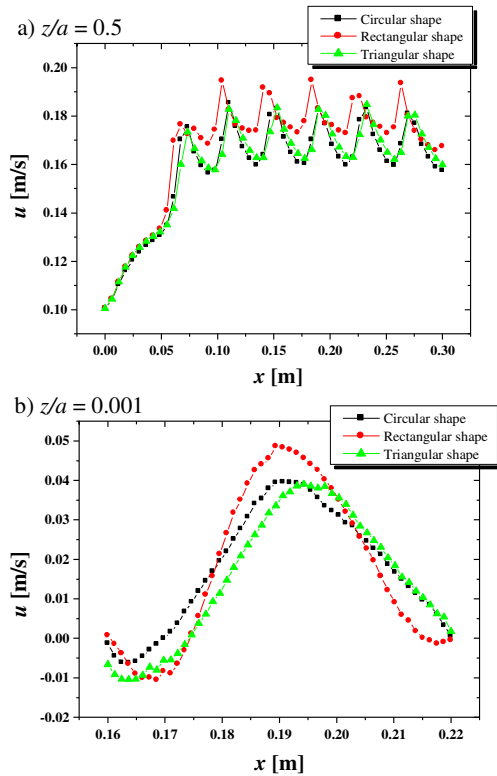 a) z/a = 0.5
Circular shape
Rectangular shape
Triangular shape
0.20
0.18
0.16
0.14
0.12
0.10
u [m/s]
0.00 0.05 0.10 0.15 0.20 0.25 0.30
x [m]
b) z/a = 0.001
Circular shape
Rectangular shape
Triangular shape
0.05
0.04
0.03
0.02
0.01
0.00
-0.01
-0.02
u [m/s]
0.16 0.17 0.18 0.19 0.20 0.21 0.22
x [m]